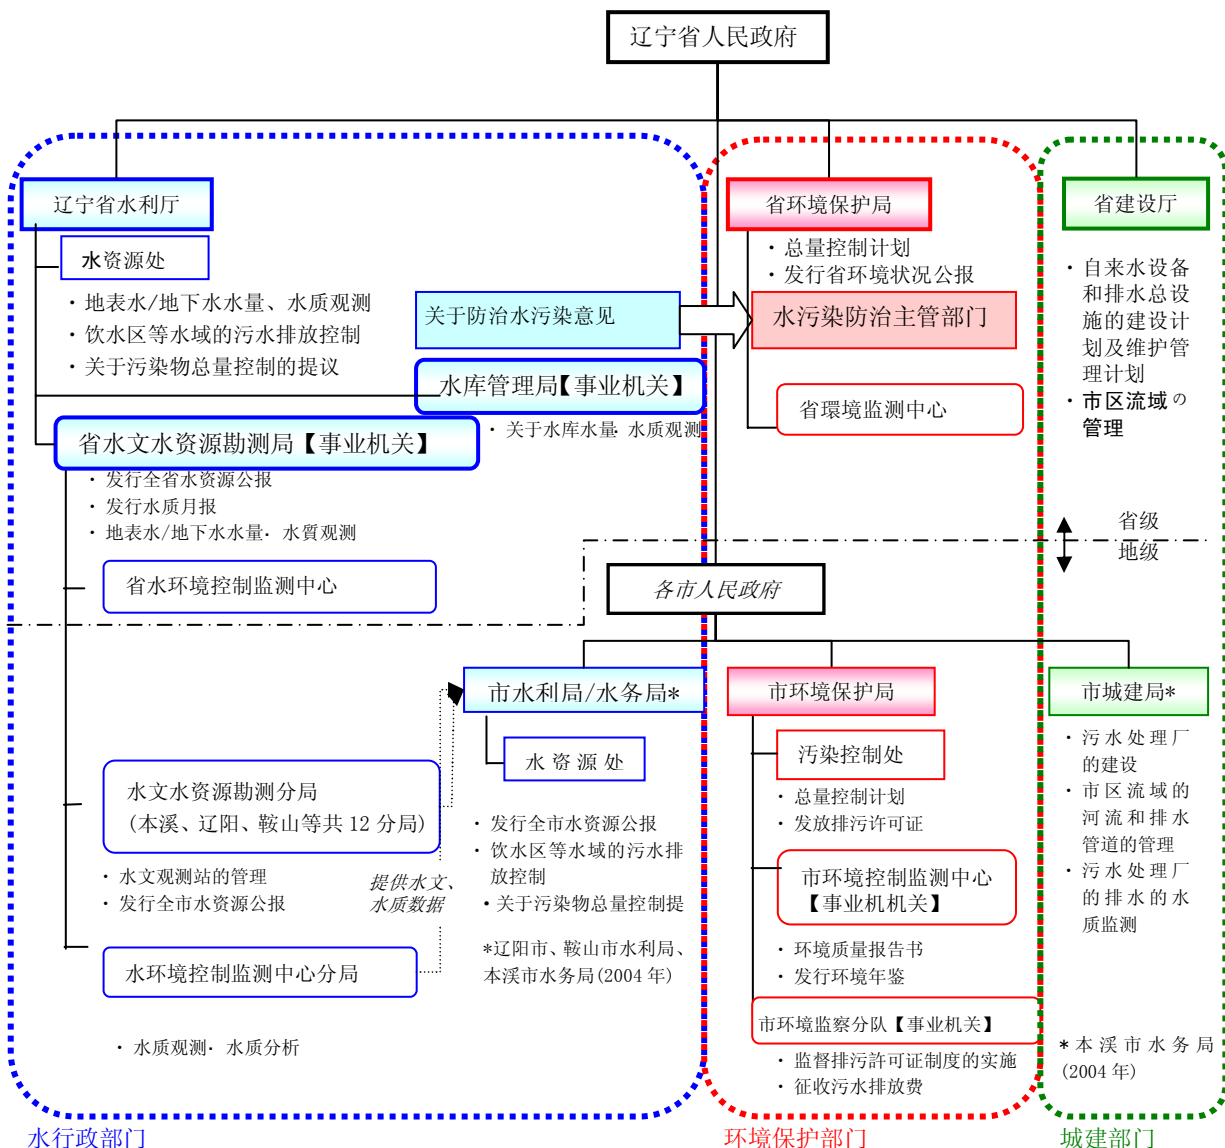 辽宁省人民政府
辽宁省水利厅
水资源处
・地表水/地下水水量、水质观测
・饮水区等水域的污水排放控制
・关于污染物总量控制的提议
关于防治水污染意见
水库管理局【事业机关】
・关于水库水量·水质观测
省水文水资源勘测局【事业机关】
・发行全省水资源公报
・发行水质月报
・地表水/地下水水量·水質观测
省水环境控制监测中心
省环境保护局
・总量控制计划
・发行省环境状况公报
水污染防治主管部门
省環境监测中心
省建设厅
・自来水设备
和排水总设
施的建设计
划及维护管
理计划
・市区流域の
管理
省级
地级
各市人民政府
市水利局/水务局*
水资源处
水文水资源勘测分局
(本溪、辽阳、鞍山等共12分局)
・水文观测站的管理
・发行全市水资源公报
提供水文、
水质数据
水环境控制监测中心分局
・水质观测·水质分析
・发行全市水资源公报
・饮水区等水域的污水排
放控制
・关于污染物总量控制提
*辽阳市、鞍山市水利局、
本溪市水务局(2004年)
市环境保护局
污染控制处
・总量控制计划
・发放排污许可证
市环境控制监测中心
【事业机机关】
・环境质量报告书
・发行环境年鉴
市环境监察分队【事业机关】
・监督排污許可证制度的实施
・征收污水排放费
市城建局*
・污水处理厂
的建设
・市区流域的
河流和排水
管道的管理
・污水处理厂
的排水的水
质监测
*本溪市水务局
(2004年)
水行政部门
环境保护部门
城建部门